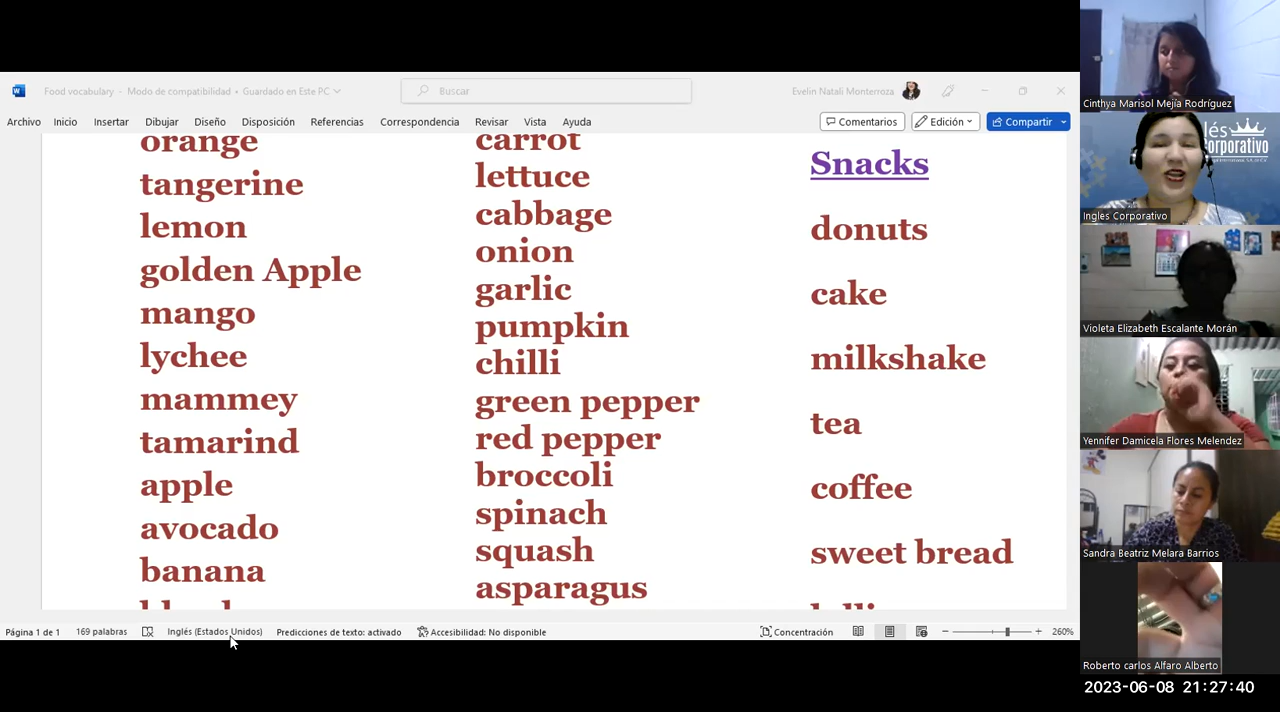 Food vocabulary - Modo de compatibilidad • Guardado en Este PC
Buscar
Evelin Natali Monterroza
Archivo Inicio Insertar Dibujar Diseño Disposición Referencias Correspondencia Revisar Vista Ayuda
Comentarios Edición Compartir
orange
tangerine
lemon
golden Apple
mango
lychee
mammey
tamarind
apple
avocado
banana
carrot
lettuce
cabbage
onion
garlic
pumpkin
chilli
green pepper
red pepper
broccoli
spinach
squash
asparagus
Snacks
donuts
cake
milkshake
tea
coffee
sweet bread
Página 1 de 1 169 palabras Inglés (Estados Unidos) Predicciones de texto: activado Accesibilidad: No disponible Concentración 260%
Cinthya Marisol Mejía Rodríguez
Ingles Corporativo
Violeta Elizabeth Escalante Morán
Yennifer Damicela Flores Melendez
Sandra Beatriz Melara Barrios
Roberto carlos Alfaro Alberto
2023-06-08 21:27:40